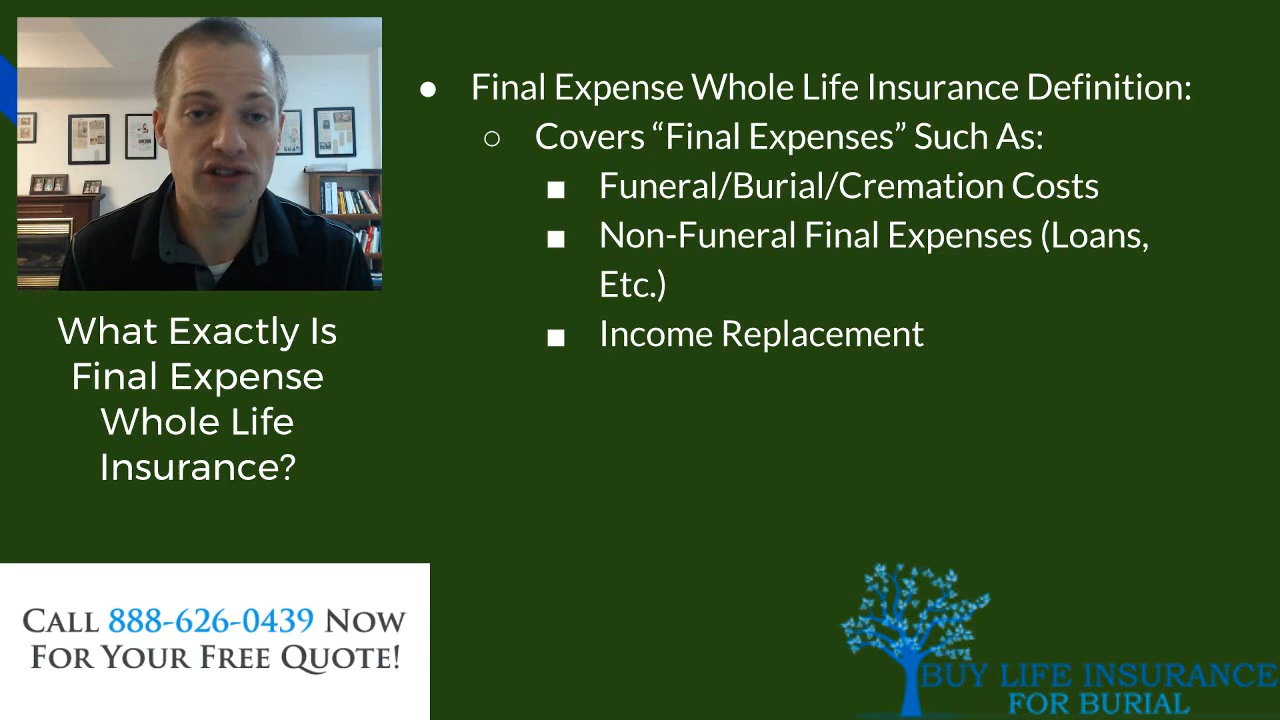 ● Final Expense Whole Life Insurance Definition:
○ Covers “Final Expenses” Such As:
■ Funeral/Burial/Cremation Costs
■ Non-Funeral Final Expenses (Loans,
Etc.)
■ Income Replacement
What Exactly Is
Final Expense
Whole Life
Insurance?
CALL 888-626-0439 NOW
FOR YOUR FREE QUOTE!
BUY LIFE INSURANCE
FOR BURIAL